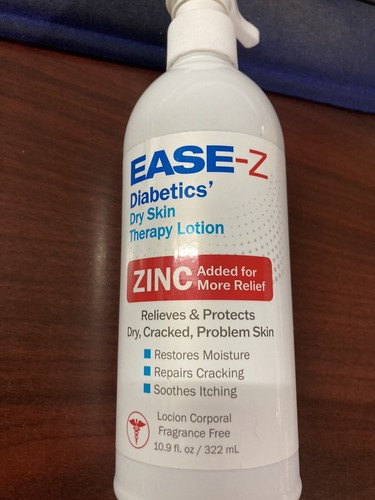 EASE-Z
Diabetics'
Dry Skin
Therapy Lotion
ZINC Added for
More Relief
Relieves & Protects
Dry, Cracked, Problem Skin
Restores Moisture
Repairs Cracking
Soothes Itching
Locion Corporal
Fragrance Free
10.9 fl. oz / 322 mL